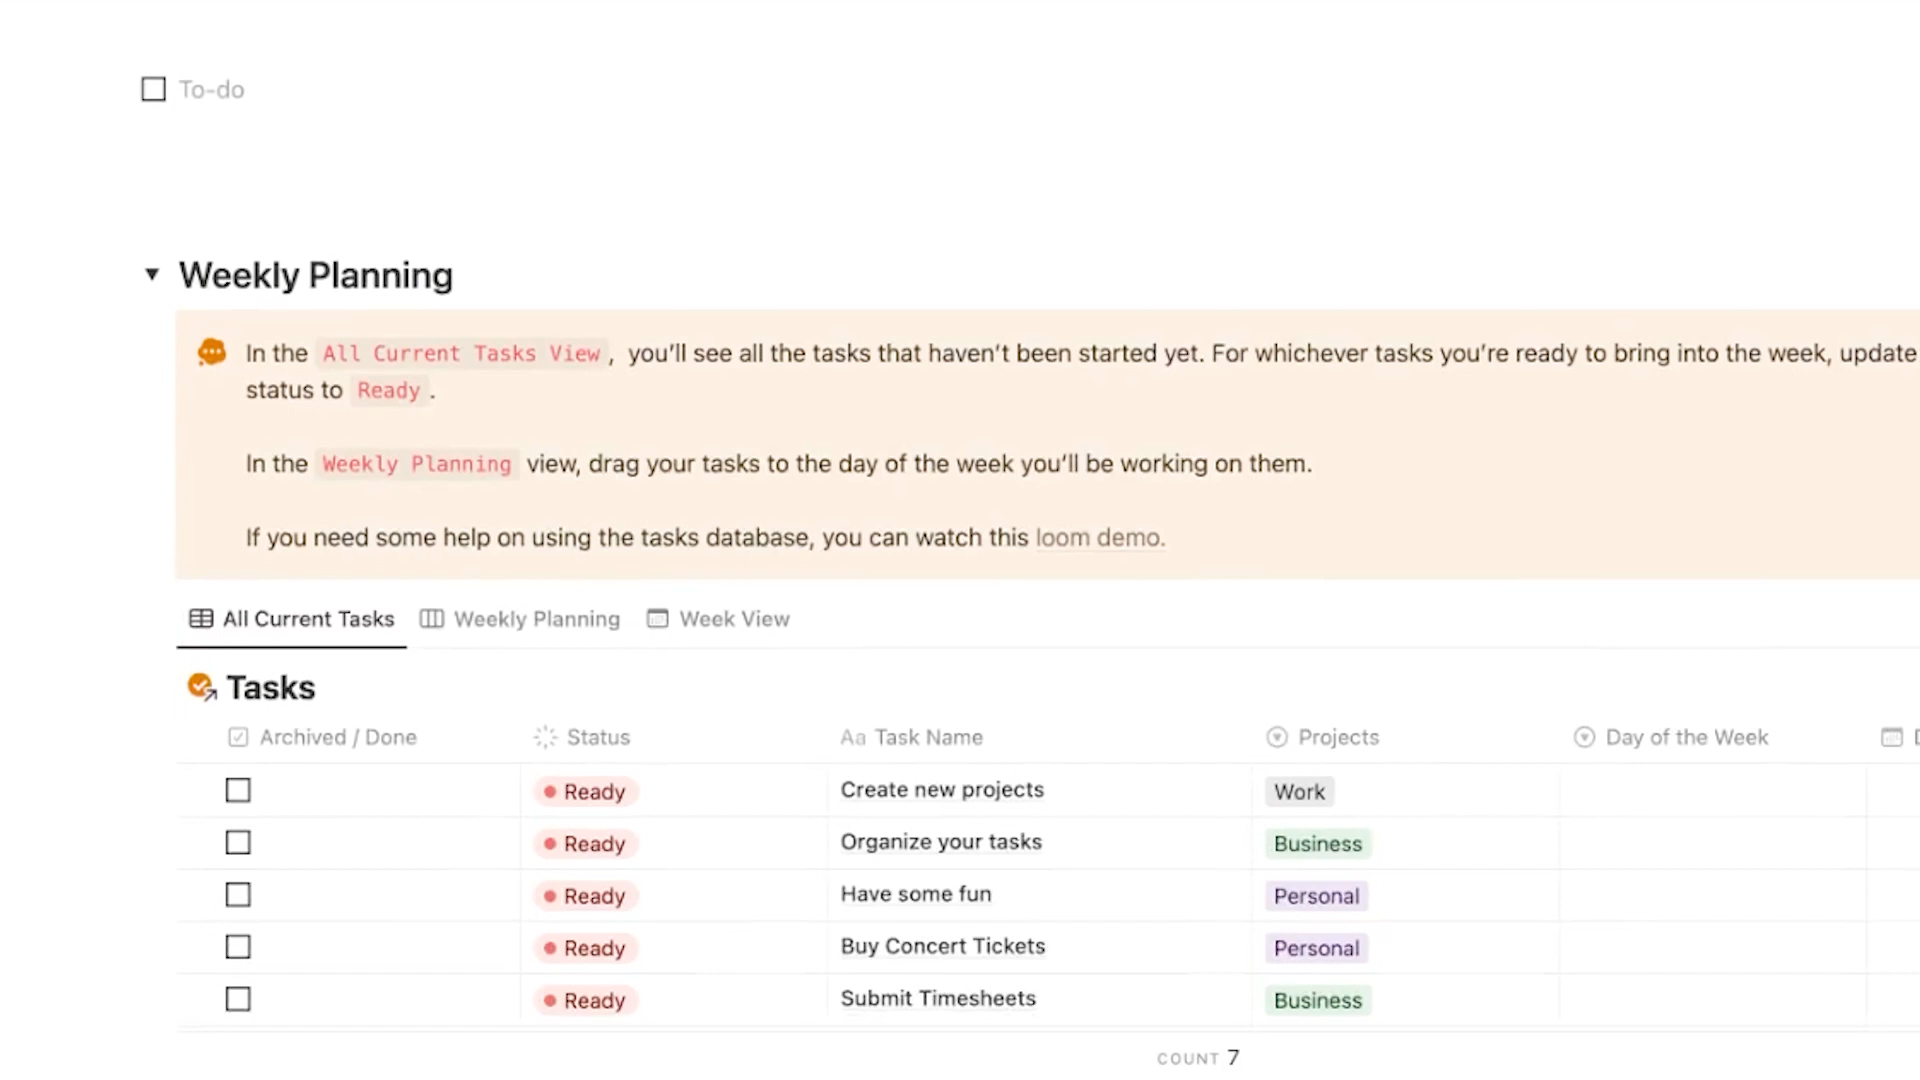 To-do
Weekly Planning
In the All Current Tasks View, you'll see all the tasks that haven't been started yet. For whichever tasks you're ready to bring into the week, update
status to Ready.
In the Weekly Planning view, drag your tasks to the day of the week you'll be working on them.
If you need some help on using the tasks database, you can watch this loom demo.
All Current Tasks Weekly Planning Week View
Tasks
Archived / Done Status Aa Task Name Projects Day of the Week
Ready Create new projects Work
Ready Organize your tasks Business
Ready Have some fun Personal
Ready Buy Concert Tickets Personal
Ready Submit Timesheets Business
COUNT 7